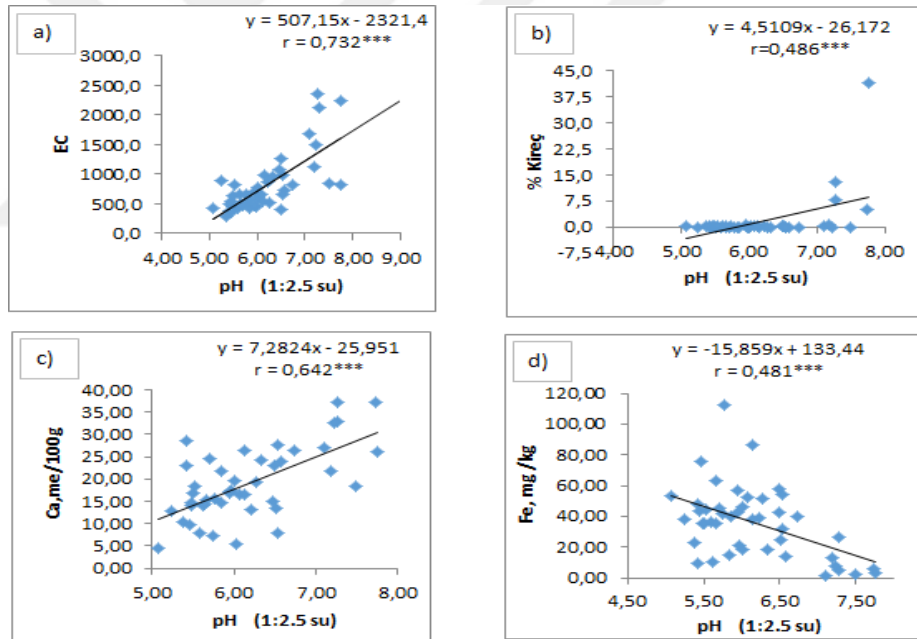 a)
y = 507,15x - 2321,4
r = 0,732***
3000,0
2500,0
2000,0
1500,0
1000,0
500,0
0,0
EC
4,00 5,00 6,00 7,00 8,00 9,00
pH (1:2.5 su)
b)
y = 4,5109x - 26,172
r=0,486***
45,0
37,5
30,0
22,5
15,0
7,5
0,0
-7,5
% Kireç
4,00 5,00 6,00 7,00 8,00
pH (1:2.5 su)
c)
y = 7,2824x - 25,951
r = 0,642***
40,00
35,00
30,00
25,00
20,00
15,00
10,00
5,00
0,00
Ca,me/100g
5,00 6,00 7,00 8,00
pH (1:2.5 su)
d)
y = -15,859x + 133,44
r = 0,481***
120,00
100,00
80,00
60,00
40,00
20,00
0,00
Fe, mg/kg
4,50 5,50 6,50 7,50
pH (1:2.5 su)